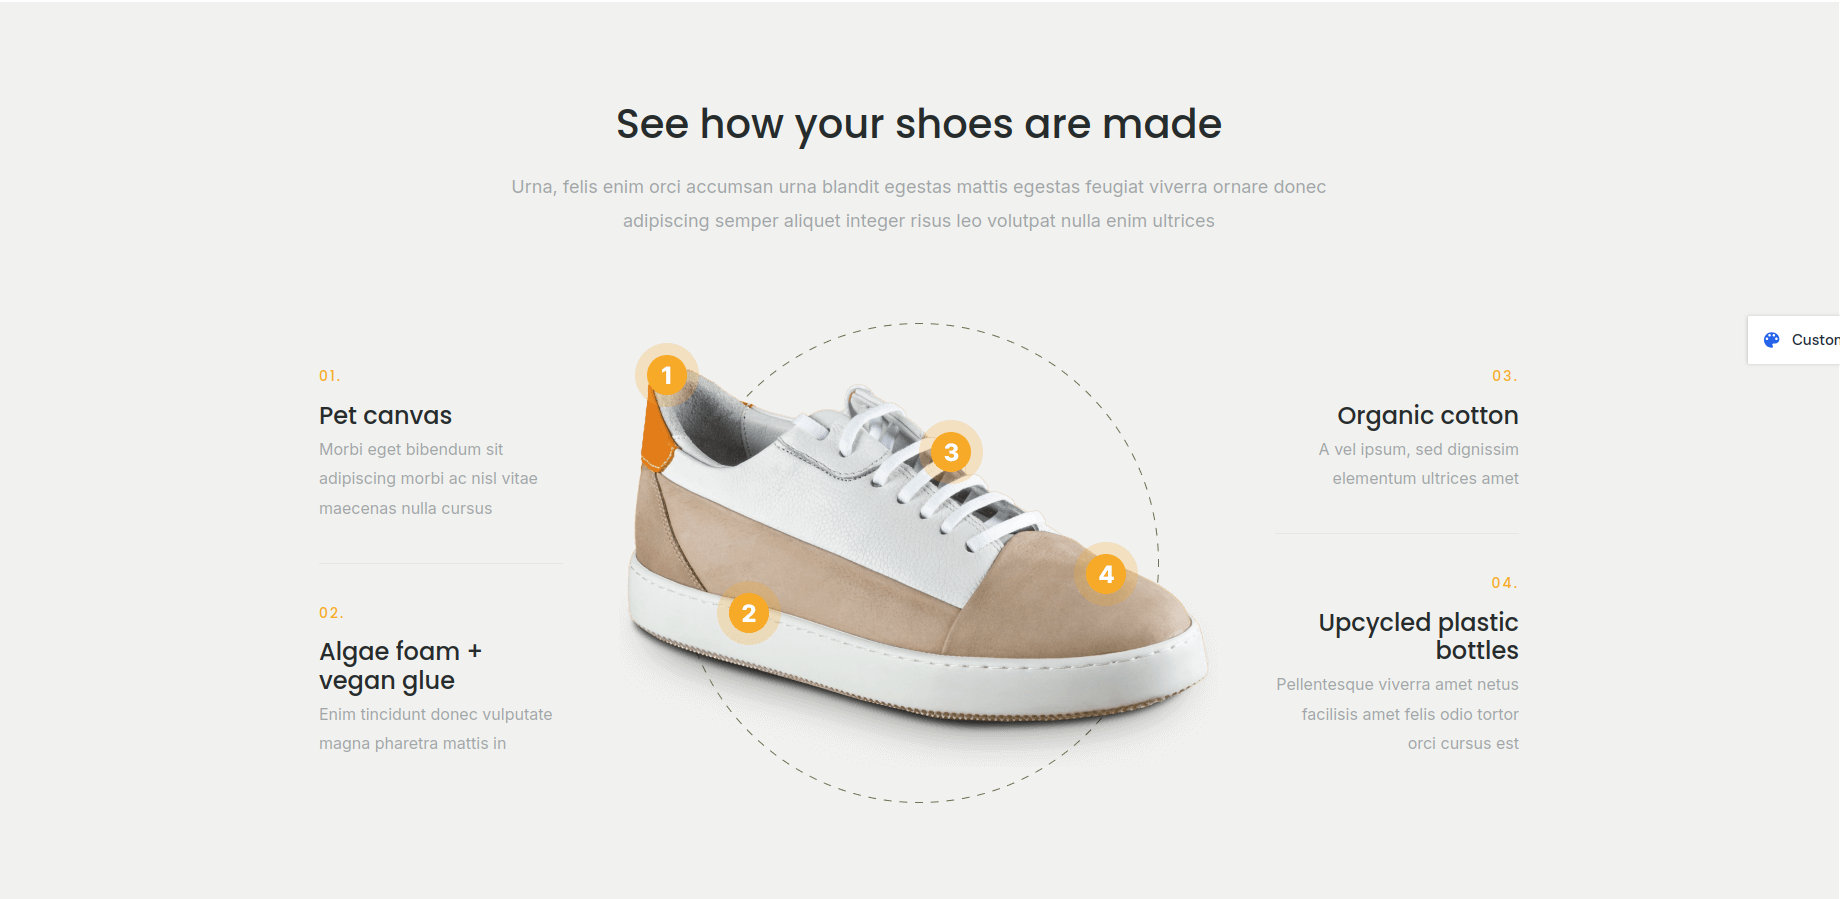 See how your shoes are made
Urna, felis enim orci accumsan urna blandit egestas mattis egestas feugiat viverra ornare donec
adipiscing semper aliquet integer risus leo volutpat nulla enim ultrices
01.
Pet canvas
Morbi eget bibendum sit
adipiscing morbi ac nisl vitae
maecenas nulla cursus
02.
Algae foam +
vegan glue
Enim tincidunt donec vulputate
magna pharetra mattis in
1
2
3
4
03.
Organic cotton
A vel ipsum, sed dignissim
elementum ultrices amet
04.
Upcycled plastic
bottles
Pellentesque viverra amet netus
facilisis amet felis odio tortor
orci cursus est